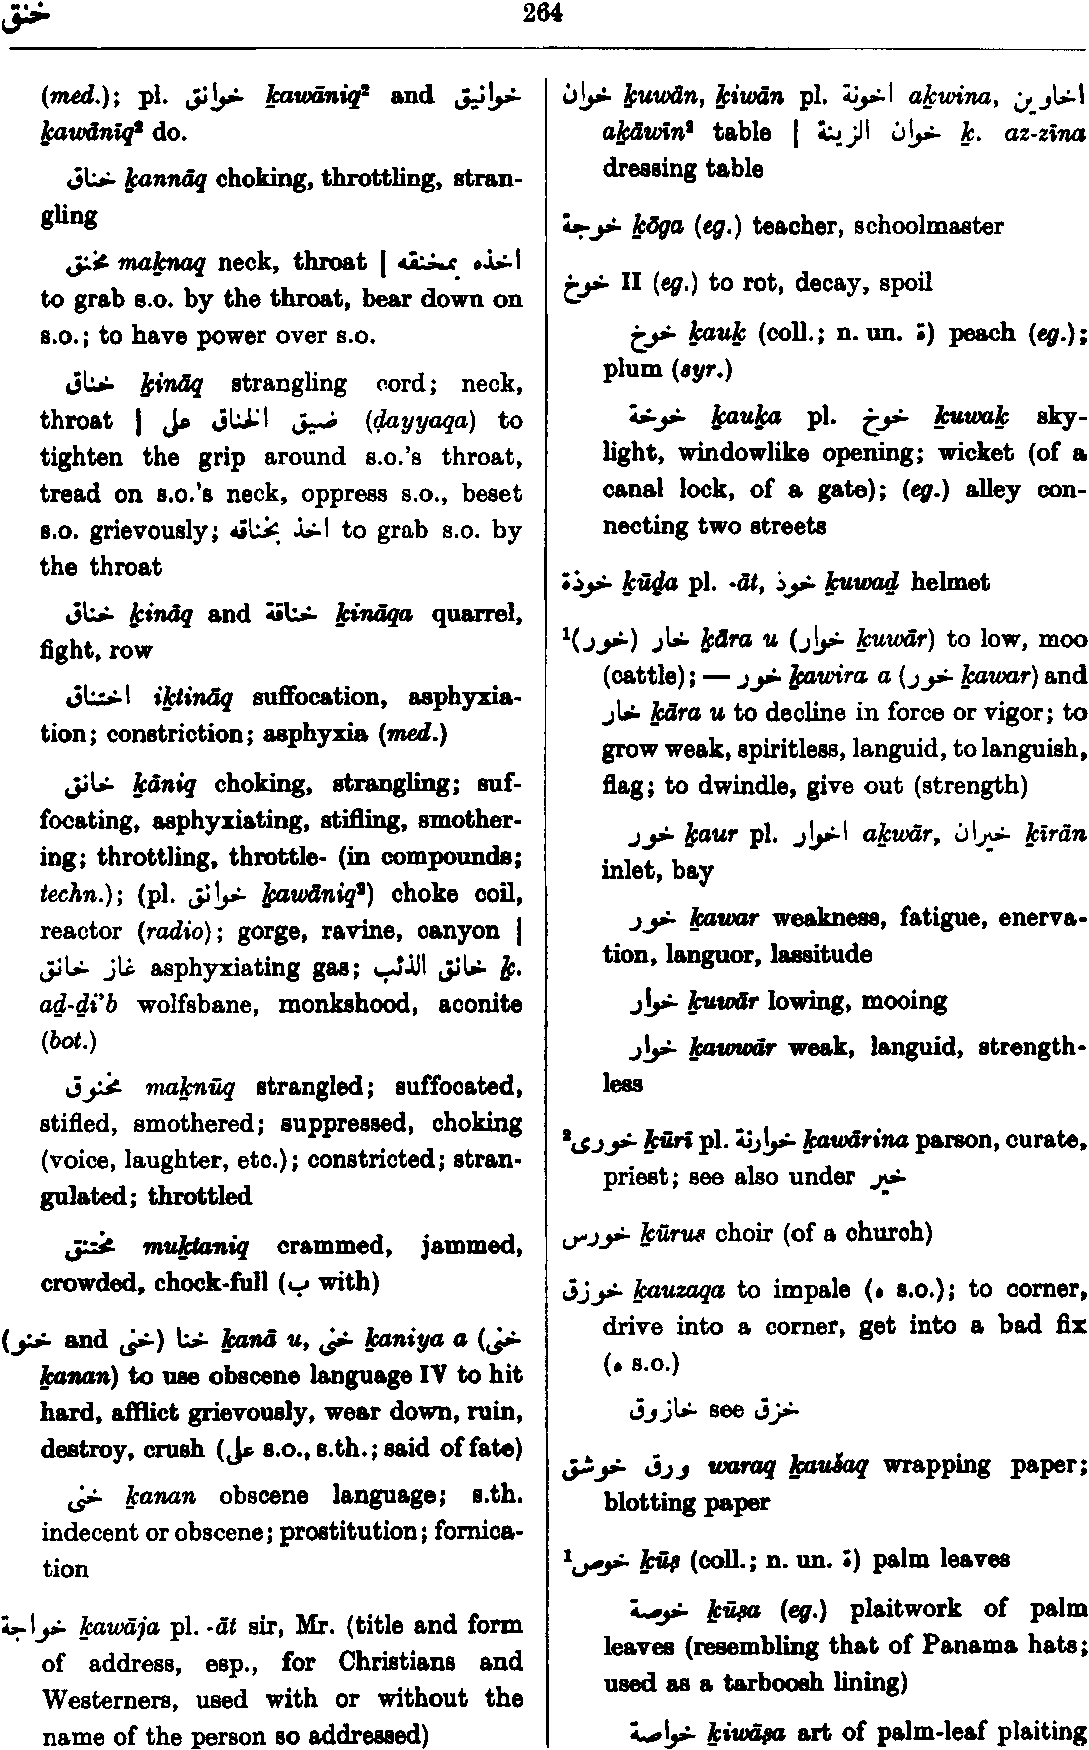 خنق
264
(med.); pl. خوانق ḵawāniq² and خوانيق
ḵawānīq² do.
خناق ḵannāq choking, throttling, stran-
gling
مخنق maḵnaq neck, throat | اخذه بمخنقه
to grab s.o. by the throat, bear down on
s.o.; to have power over s.o.
خناق ḵināq strangling cord; neck,
throat | ضيق الخناق على (ḍayyaqa) to
tighten the grip around s.o.'s throat,
tread on s.o.'s neck, oppress s.o., beset
s.o. grievously; اخذ بخناقه to grab s.o. by
the throat
خناق ḵināq and خناقة ḵināqa quarrel,
fight, row
اختناق iḵtināq suffocation, asphyxia-
tion; constriction; asphyxia (med.)
خانق ḵāniq choking, strangling; suf-
focating, asphyxiating, stifling, smother-
ing; throttling, throttle- (in compounds;
techn.); (pl. خوانق ḵawāniq²) choke coil,
reactor (radio); gorge, ravine, canyon |
غاز خانق asphyxiating gas; خانق الذئب ḵ.
aḏ-ḏi'b wolfsbane, monkshood, aconite
(bot.)
مخنوق maḵnūq strangled; suffocated,
stifled, smothered; suppressed, choking
(voice, laughter, etc.); constricted; stran-
gulated; throttled
مختنق muḵtaniq crammed, jammed,
crowded, chock-full (ب with)
(خنو and خنى) خنا ḵanā u, خنى ḵaniya a (خنى
ḵanan) to use obscene language IV to hit
hard, afflict grievously, wear down, ruin,
destroy, crush (على s.o., s.th.; said of fate)
خنى ḵanan obscene language; s.th.
indecent or obscene; prostitution; fornica-
tion
خواجة ḵawāja pl. -āt sir, Mr. (title and form
of address, esp., for Christians and
Westerners, used with or without the
name of the person so addressed)
خوان ḵuwān, ḵiwān pl. اخونة aḵwina, اخاوين
aḵāwīn² table | خوان الزينة ḵ. az-zīna
dressing table
خوجة ḵōga (eg.) teacher, schoolmaster
خوخ II (eg.) to rot, decay, spoil
خوخ ḵauḵ (coll.; n. un. ة) peach (eg.);
plum (syr.)
خوخة ḵauḵa pl. خوخ ḵuwaḵ sky-
light, windowlike opening; wicket (of a
canal lock, of a gate); (eg.) alley con-
necting two streets
خوذة ḵūḏa pl. -āt, خوذ ḵuwaḏ helmet
¹(خور) خار ḵāra u (خوار ḵuwār) to low, moo
(cattle); — خور ḵawira a (خور ḵawar) and
خار ḵāra u to decline in force or vigor; to
grow weak, spiritless, languid, to languish,
flag; to dwindle, give out (strength)
خور ḵaur pl. اخوار aḵwār, خيران ḵīrān
inlet, bay
خور ḵawar weakness, fatigue, enerva-
tion, languor, lassitude
خوار ḵuwār lowing, mooing
خوار ḵawwār weak, languid, strength-
less
²خورى ḵūrī pl. خوارنة ḵawārina parson, curate,
priest; see also under خير
خورس ḵūrus choir (of a church)
خوزق ḵauzaqa to impale (ه s.o.); to corner,
drive into a corner, get into a bad fix
(ه s.o.)
خازوق see خزق
ورق خوشق waraq ḵaušaq wrapping paper;
blotting paper
¹خوص ḵūṣ (coll.; n. un. ة) palm leaves
خوصة ḵūṣa (eg.) plaitwork of palm
leaves (resembling that of Panama hats;
used as a tarboosh lining)
خواصة ḵiwāṣa art of palm-leaf plaiting